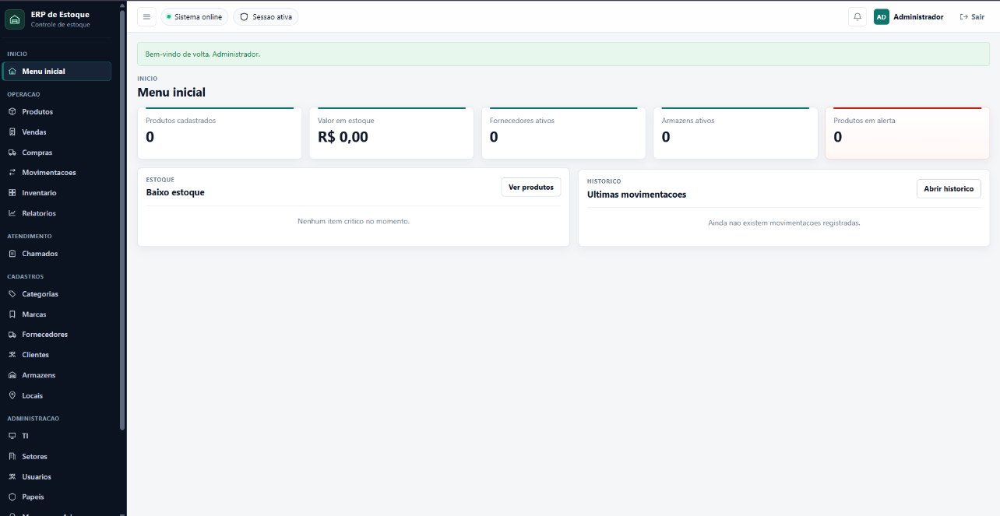 ERP de Estoque
Controle de estoque
INICIO
Menu inicial
OPERACAO
Produtos
Vendas
Compras
Movimentacoes
Inventario
Relatorios
ATENDIMENTO
Chamados
CADASTROS
Categorias
Marcas
Fornecedores
Clientes
Armazens
Locais
ADMINISTRACAO
TI
Setores
Usuarios
Papeis
Sistema online
Sessao ativa
AD Administrador
Sair
Bem-vindo de volta, Administrador.
INICIO
Menu inicial
Produtos cadastrados
0
Valor em estoque
R$ 0,00
Fornecedores ativos
0
Armazens ativos
0
Produtos em alerta
0
ESTOQUE
Baixo estoque
Ver produtos
Nenhum item critico no momento.
HISTORICO
Ultimas movimentacoes
Abrir historico
Ainda nao existem movimentacoes registradas.